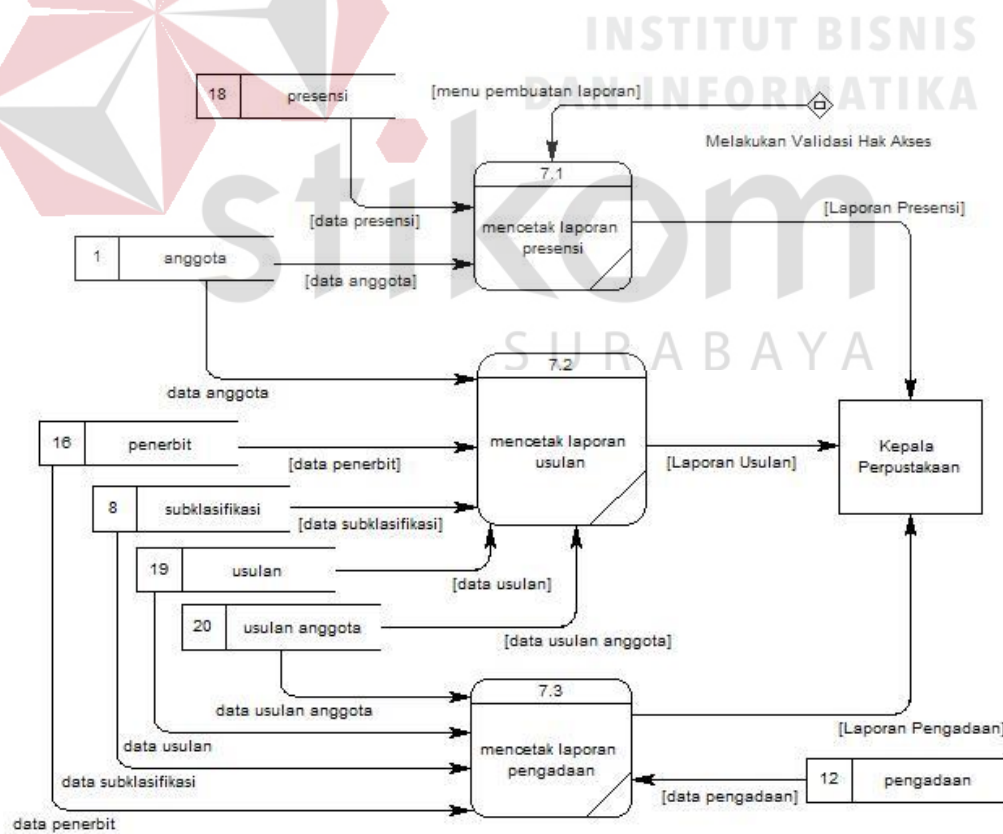 INSTITUT BISNIS
DAN INFORMATIKA
stikom
SURABAYA
18 presensi
[menu pembuatan laporan]
Melakukan Validasi Hak Akses
7.1
mencetak laporan
presensi
[data presensi]
[Laporan Presensi]
1 anggota
[data anggota]
data anggota
7.2
mencetak laporan
usulan
16 penerbit
[data penerbit]
[Laporan Usulan]
Kepala
Perpustakaan
8 subklasifikasi
[data subklasifikasi]
19 usulan
[data usulan]
20 usulan anggota
[data usulan anggota]
7.3
mencetak laporan
pengadaan
data usulan anggota
data usulan
data subklasifikasi
data penerbit
[Laporan Pengadaan]
[data pengadaan]
12 pengadaan